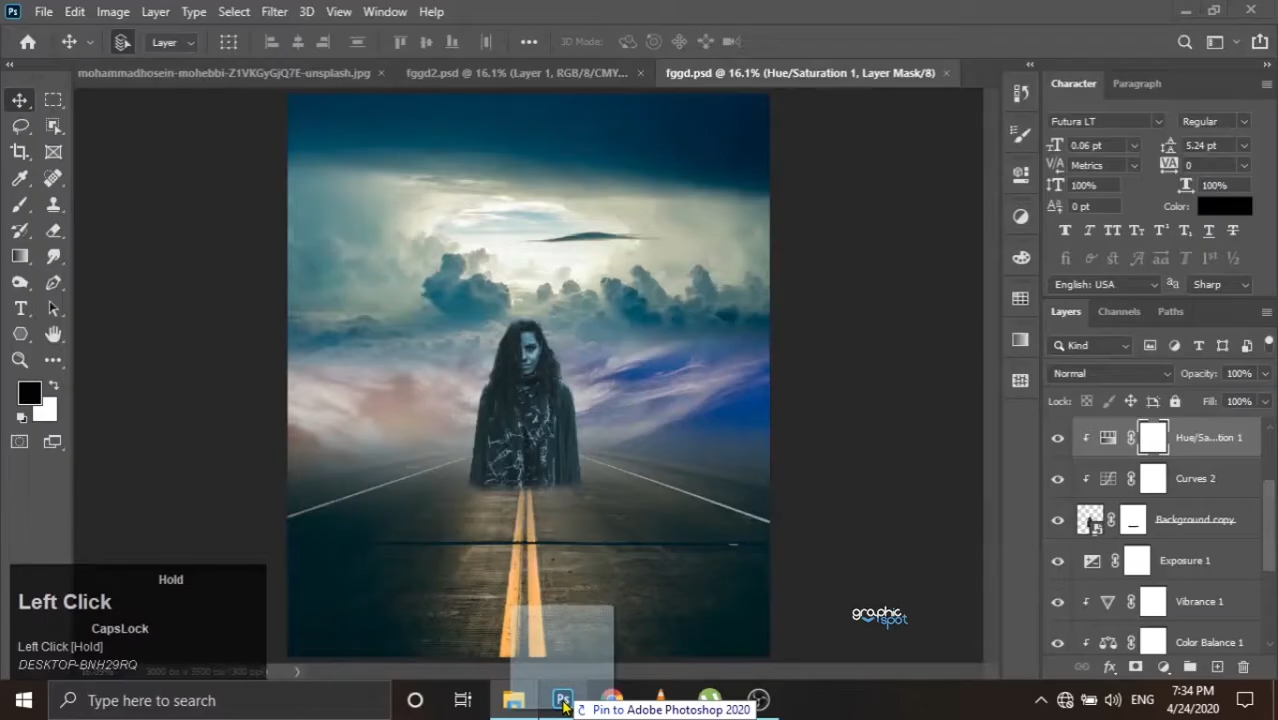 Ps File Edit Image Layer Type Select Filter 3D View Window Help
Layer 3D Mode:
mohammadhosein-mohebbi-Z1VKGyGjQ7E-unsplash.jpg × fggd2.psd @ 16.1% (Layer 1, RGB/8/CMY... × fggd.psd @ 16.1% (Hue/Saturation 1, Layer Mask/8) ×
Character Paragraph
Futura LT Regular
0.06 pt 5.24 pt
Metrics 0
100% 100%
0 pt Color:
English: USA Sharp
Layers Channels Paths
Kind
Normal Opacity: 100%
Lock: Fill: 100%
Hue/Sa...tion 1
Curves 2
Background copy
Exposure 1
Vibrance 1
Color Balance 1
Hold
Left Click
CapsLock
Left Click [Hold]
DESKTOP-BNH29RQ
graphic
spot
Type here to search
Ps
Pin to Adobe Photoshop 2020
ENG
7:34 PM
4/24/2020